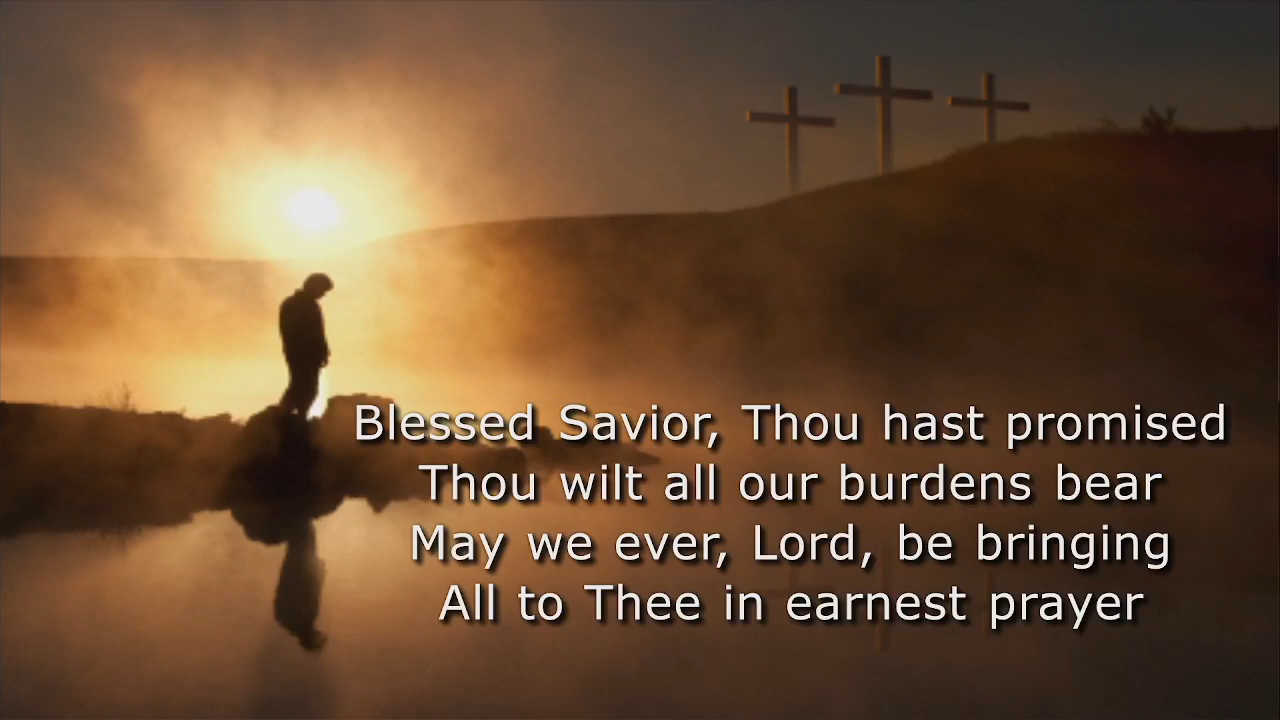 Blessed Savior, Thou hast promised
Thou wilt all our burdens bear
May we ever, Lord, be bringing
All to Thee in earnest prayer